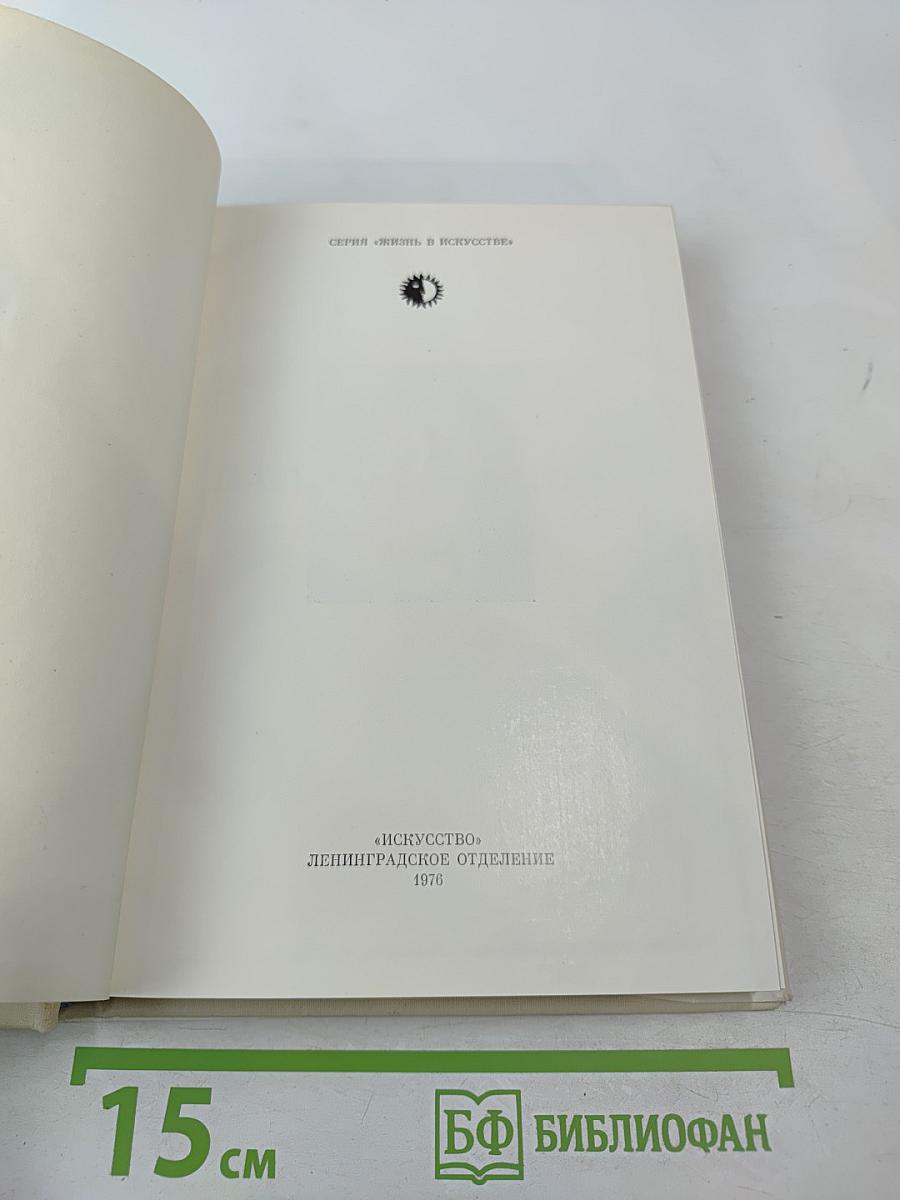 СЕРИЯ «ЖИЗНЬ В ИСКУССТВЕ»
«ИСКУССТВО»
ЛЕНИНГРАДСКОЕ ОТДЕЛЕНИЕ
1976
15 см
БФ БИБЛИОФАН